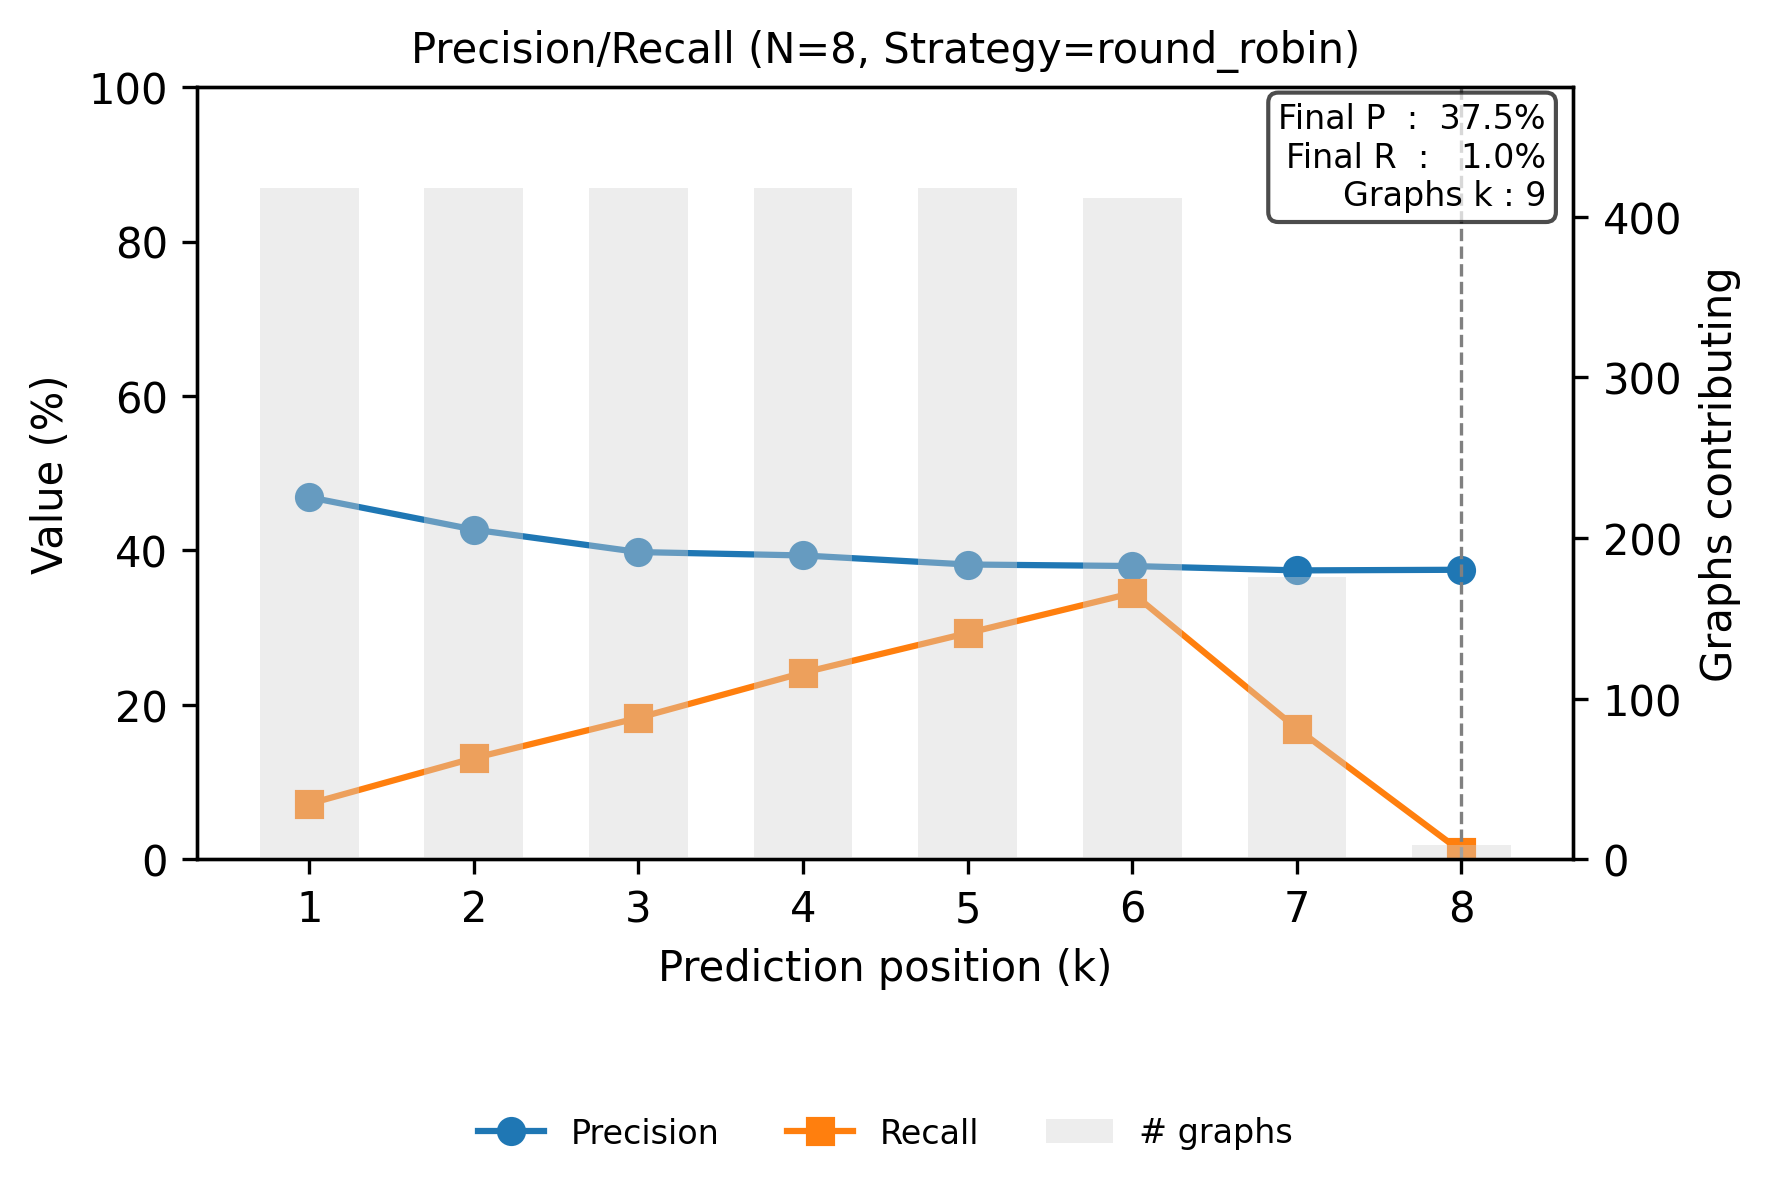 Precision/Recall (N=8, Strategy=round_robin)
Final P  :  37.5%
Final R  :   1.0%
Graphs k : 9
100
80
60
40
20
0
Value (%)
400
300
200
100
0
Graphs contributing
1 2 3 4 5 6 7 8
Prediction position (k)
Precision Recall # graphs